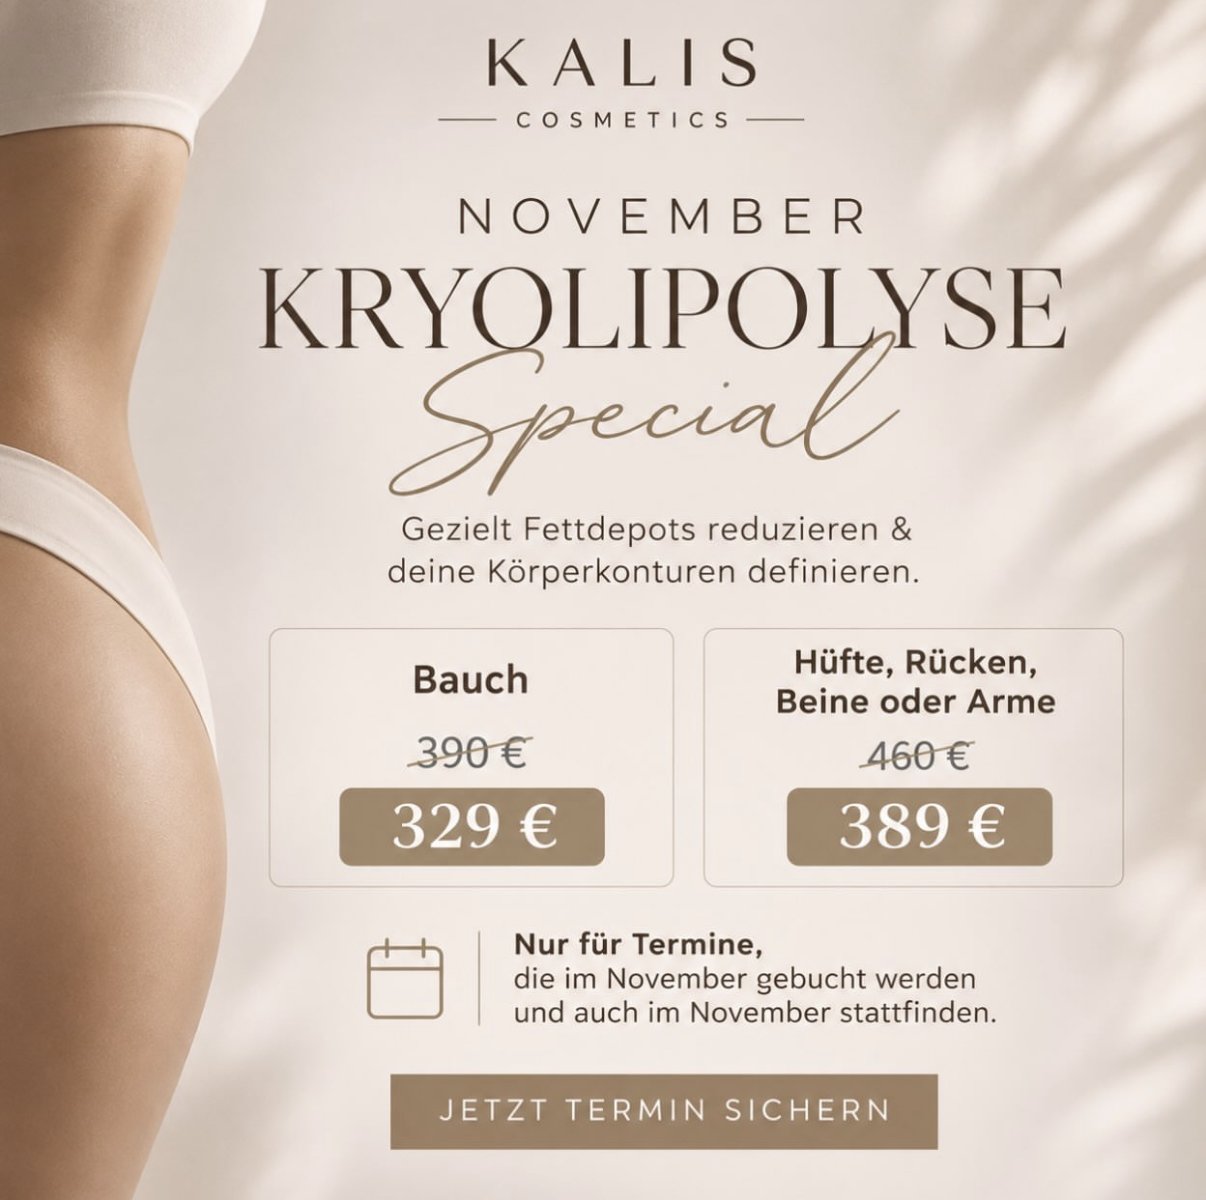 KALIS
COSMETICS
NOVEMBER
KRYOLIPOLYSE
Special
Gezielt Fettdepots reduzieren &
deine Körperkonturen definieren.
Bauch
390 €
329 €
Hüfte, Rücken,
Beine oder Arme
460 €
389 €
Nur für Termine,
die im November gebucht werden
und auch im November stattfinden.
JETZT TERMIN SICHERN